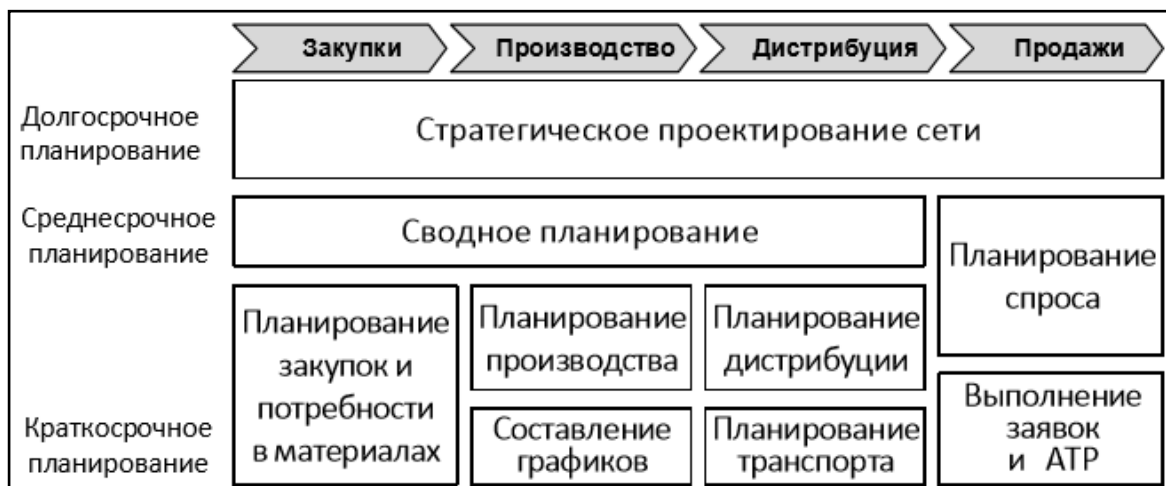 Закупки
Производство
Дистрибуция
Продажи
Долгосрочное
планирование
Стратегическое проектирование сети
Среднесрочное
планирование
Сводное планирование
Планирование
спроса
Планирование
закупок и
потребности
в материалах
Планирование
производства
Планирование
дистрибуции
Краткосрочное
планирование
Составление
графиков
Планирование
транспорта
Выполнение
заявок
и АТР